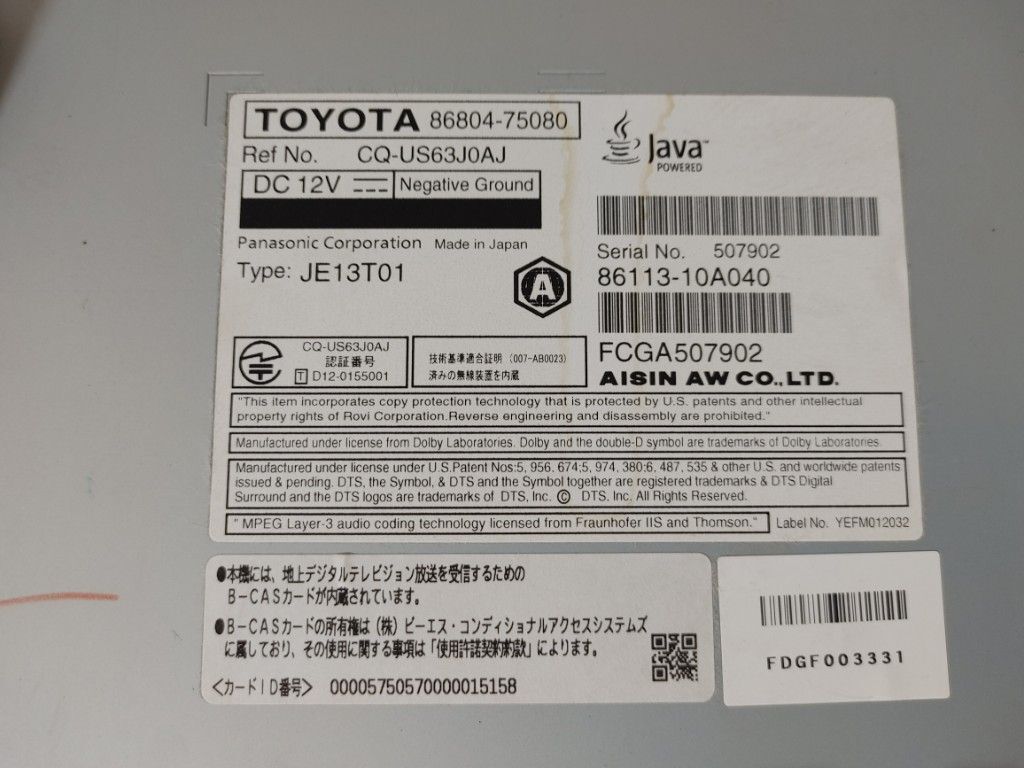 TOYOTA 86804-75080
Ref No. CQ-US63J0AJ
DC 12V Negative Ground
Panasonic Corporation Made in Japan
Type: JE13T01
A
Java™
POWERED
Serial No. 507902
86113-10A040
FCGA507902
AISIN AW CO.,LTD.
CQ-US63J0AJ
認証番号
T D12-0155001
技術基準適合証明 (007-AB0023)
済みの無線装置を内蔵
"This item incorporates copy protection technology that is protected by U.S. patents and other intellectual
property rights of Rovi Corporation.Reverse engineering and disassembly are prohibited."
Manufactured under license from Dolby Laboratories. Dolby and the double-D symbol are trademarks of Dolby Laboratories.
Manufactured under license under U.S.Patent Nos:5, 956. 674;5, 974, 380;6, 487, 535 & other U.S. and worldwide patents
issued & pending. DTS, the Symbol, & DTS and the Symbol together are registered trademarks & DTS Digital
Surround and the DTS logos are trademarks of DTS, Inc. © DTS, Inc. All Rights Reserved.
" MPEG Layer-3 audio coding technology licensed from Fraunhofer IIS and Thomson." Label No. YEFM012032
●本機には、地上デジタルテレビジョン放送を受信するための
B-CASカードが内蔵されています。
●B-CASカードの所有権は（株）ビーエス・コンディショナルアクセスシステムズ
に属しており、その使用に関する事項は「使用許諾契約約款」によります。
〈カードID番号〉 00005750570000015158
FDGF003331